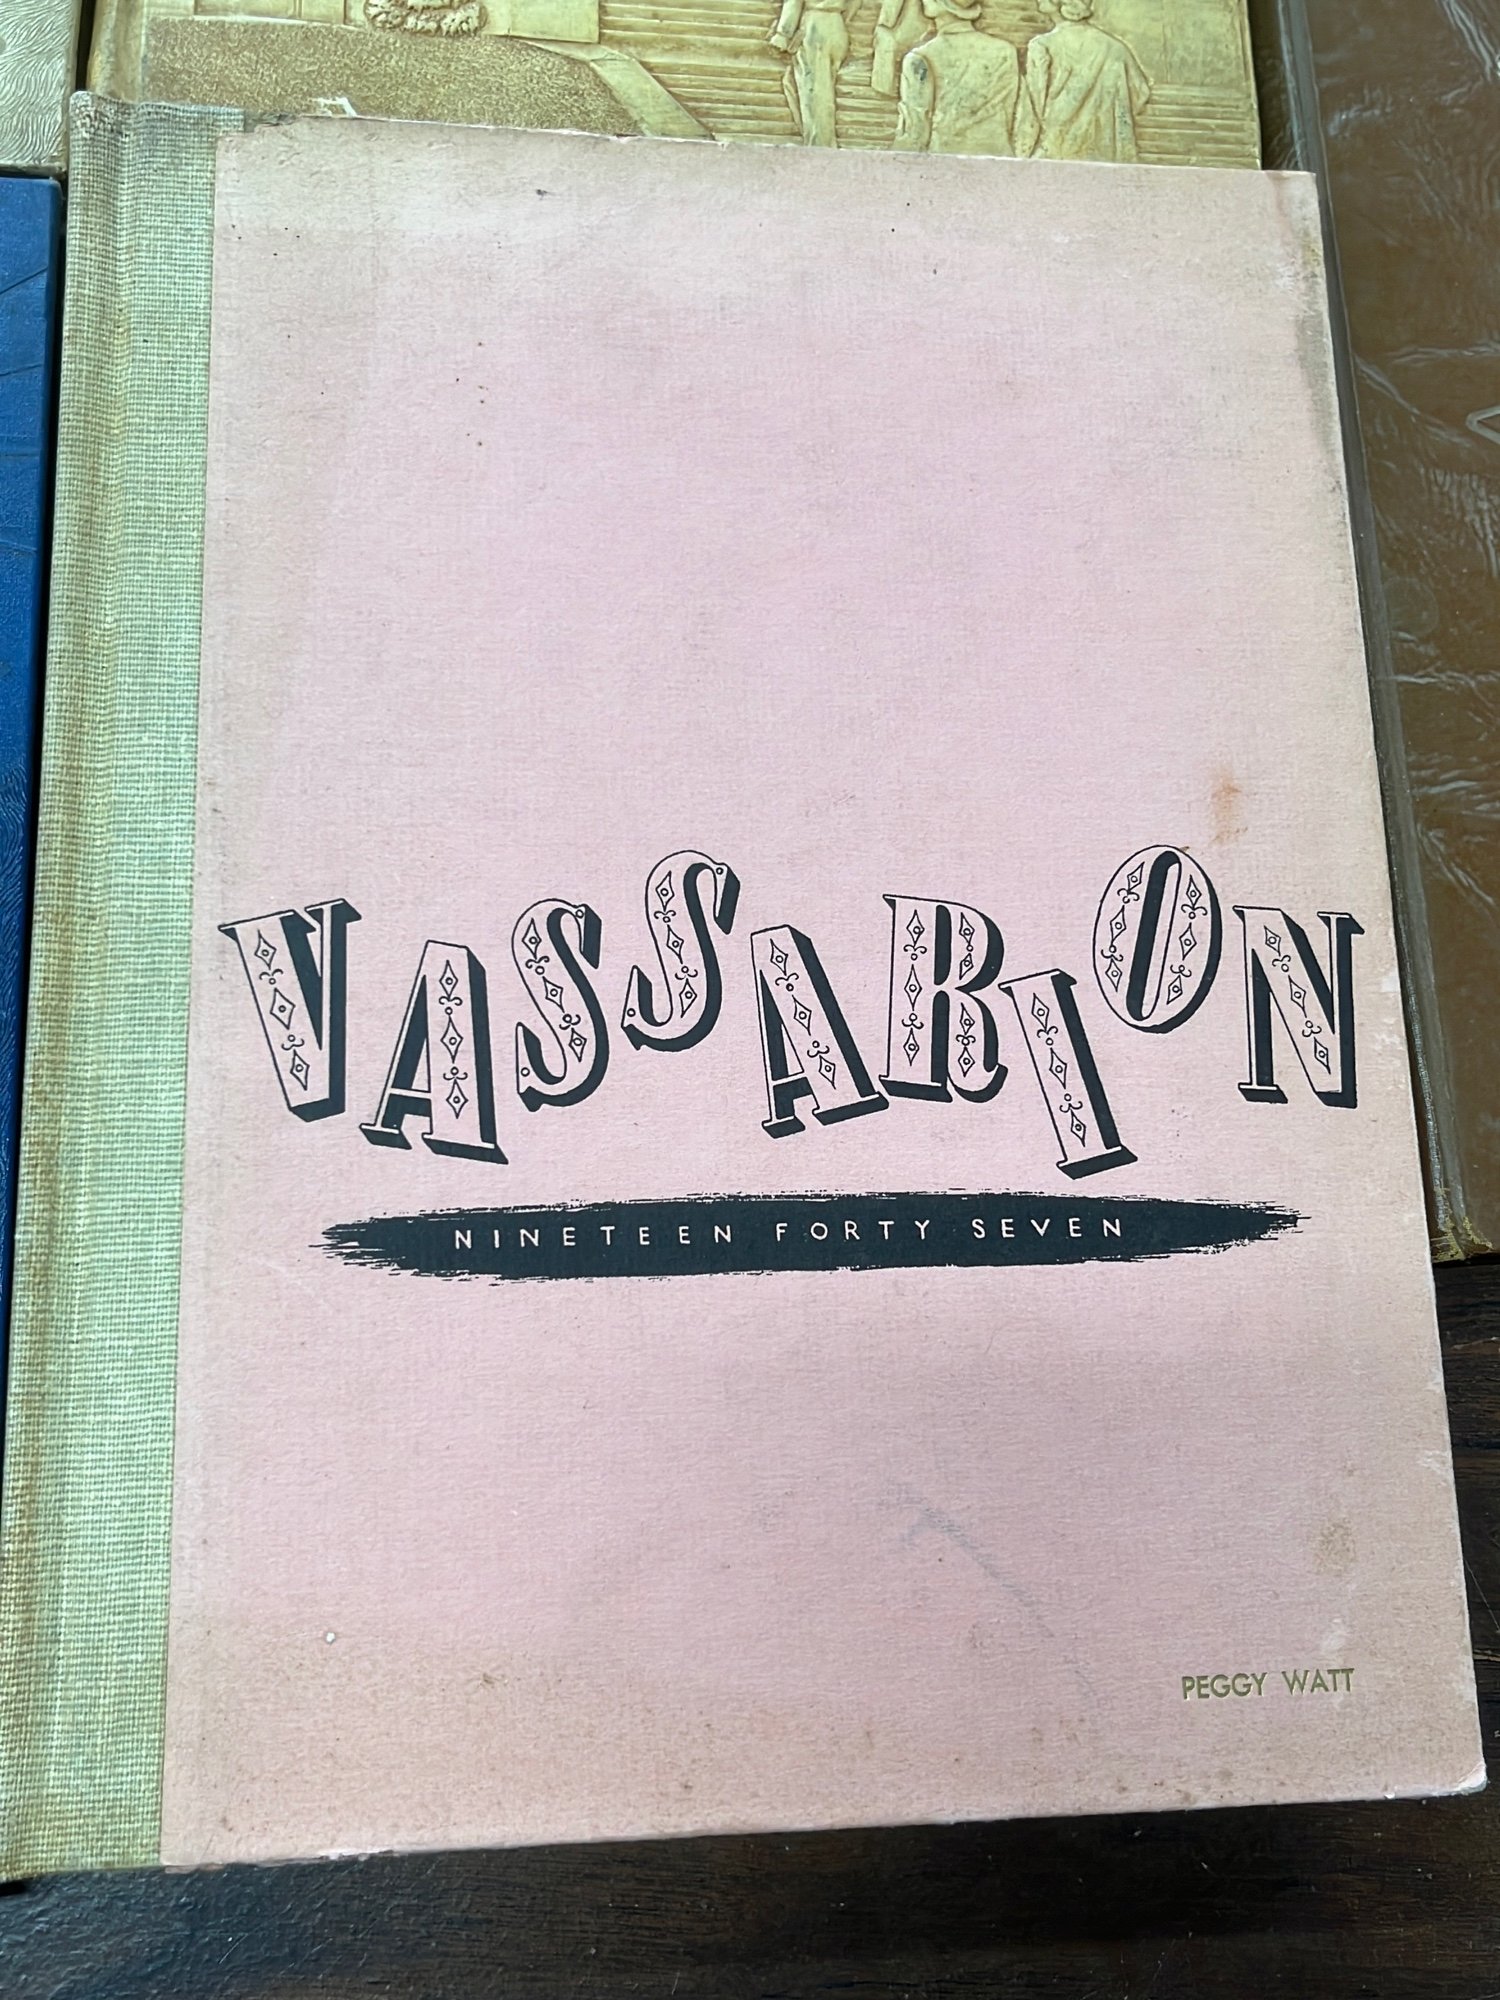 VASSARION
NINETEEN FORTY SEVEN
PEGGY WATT